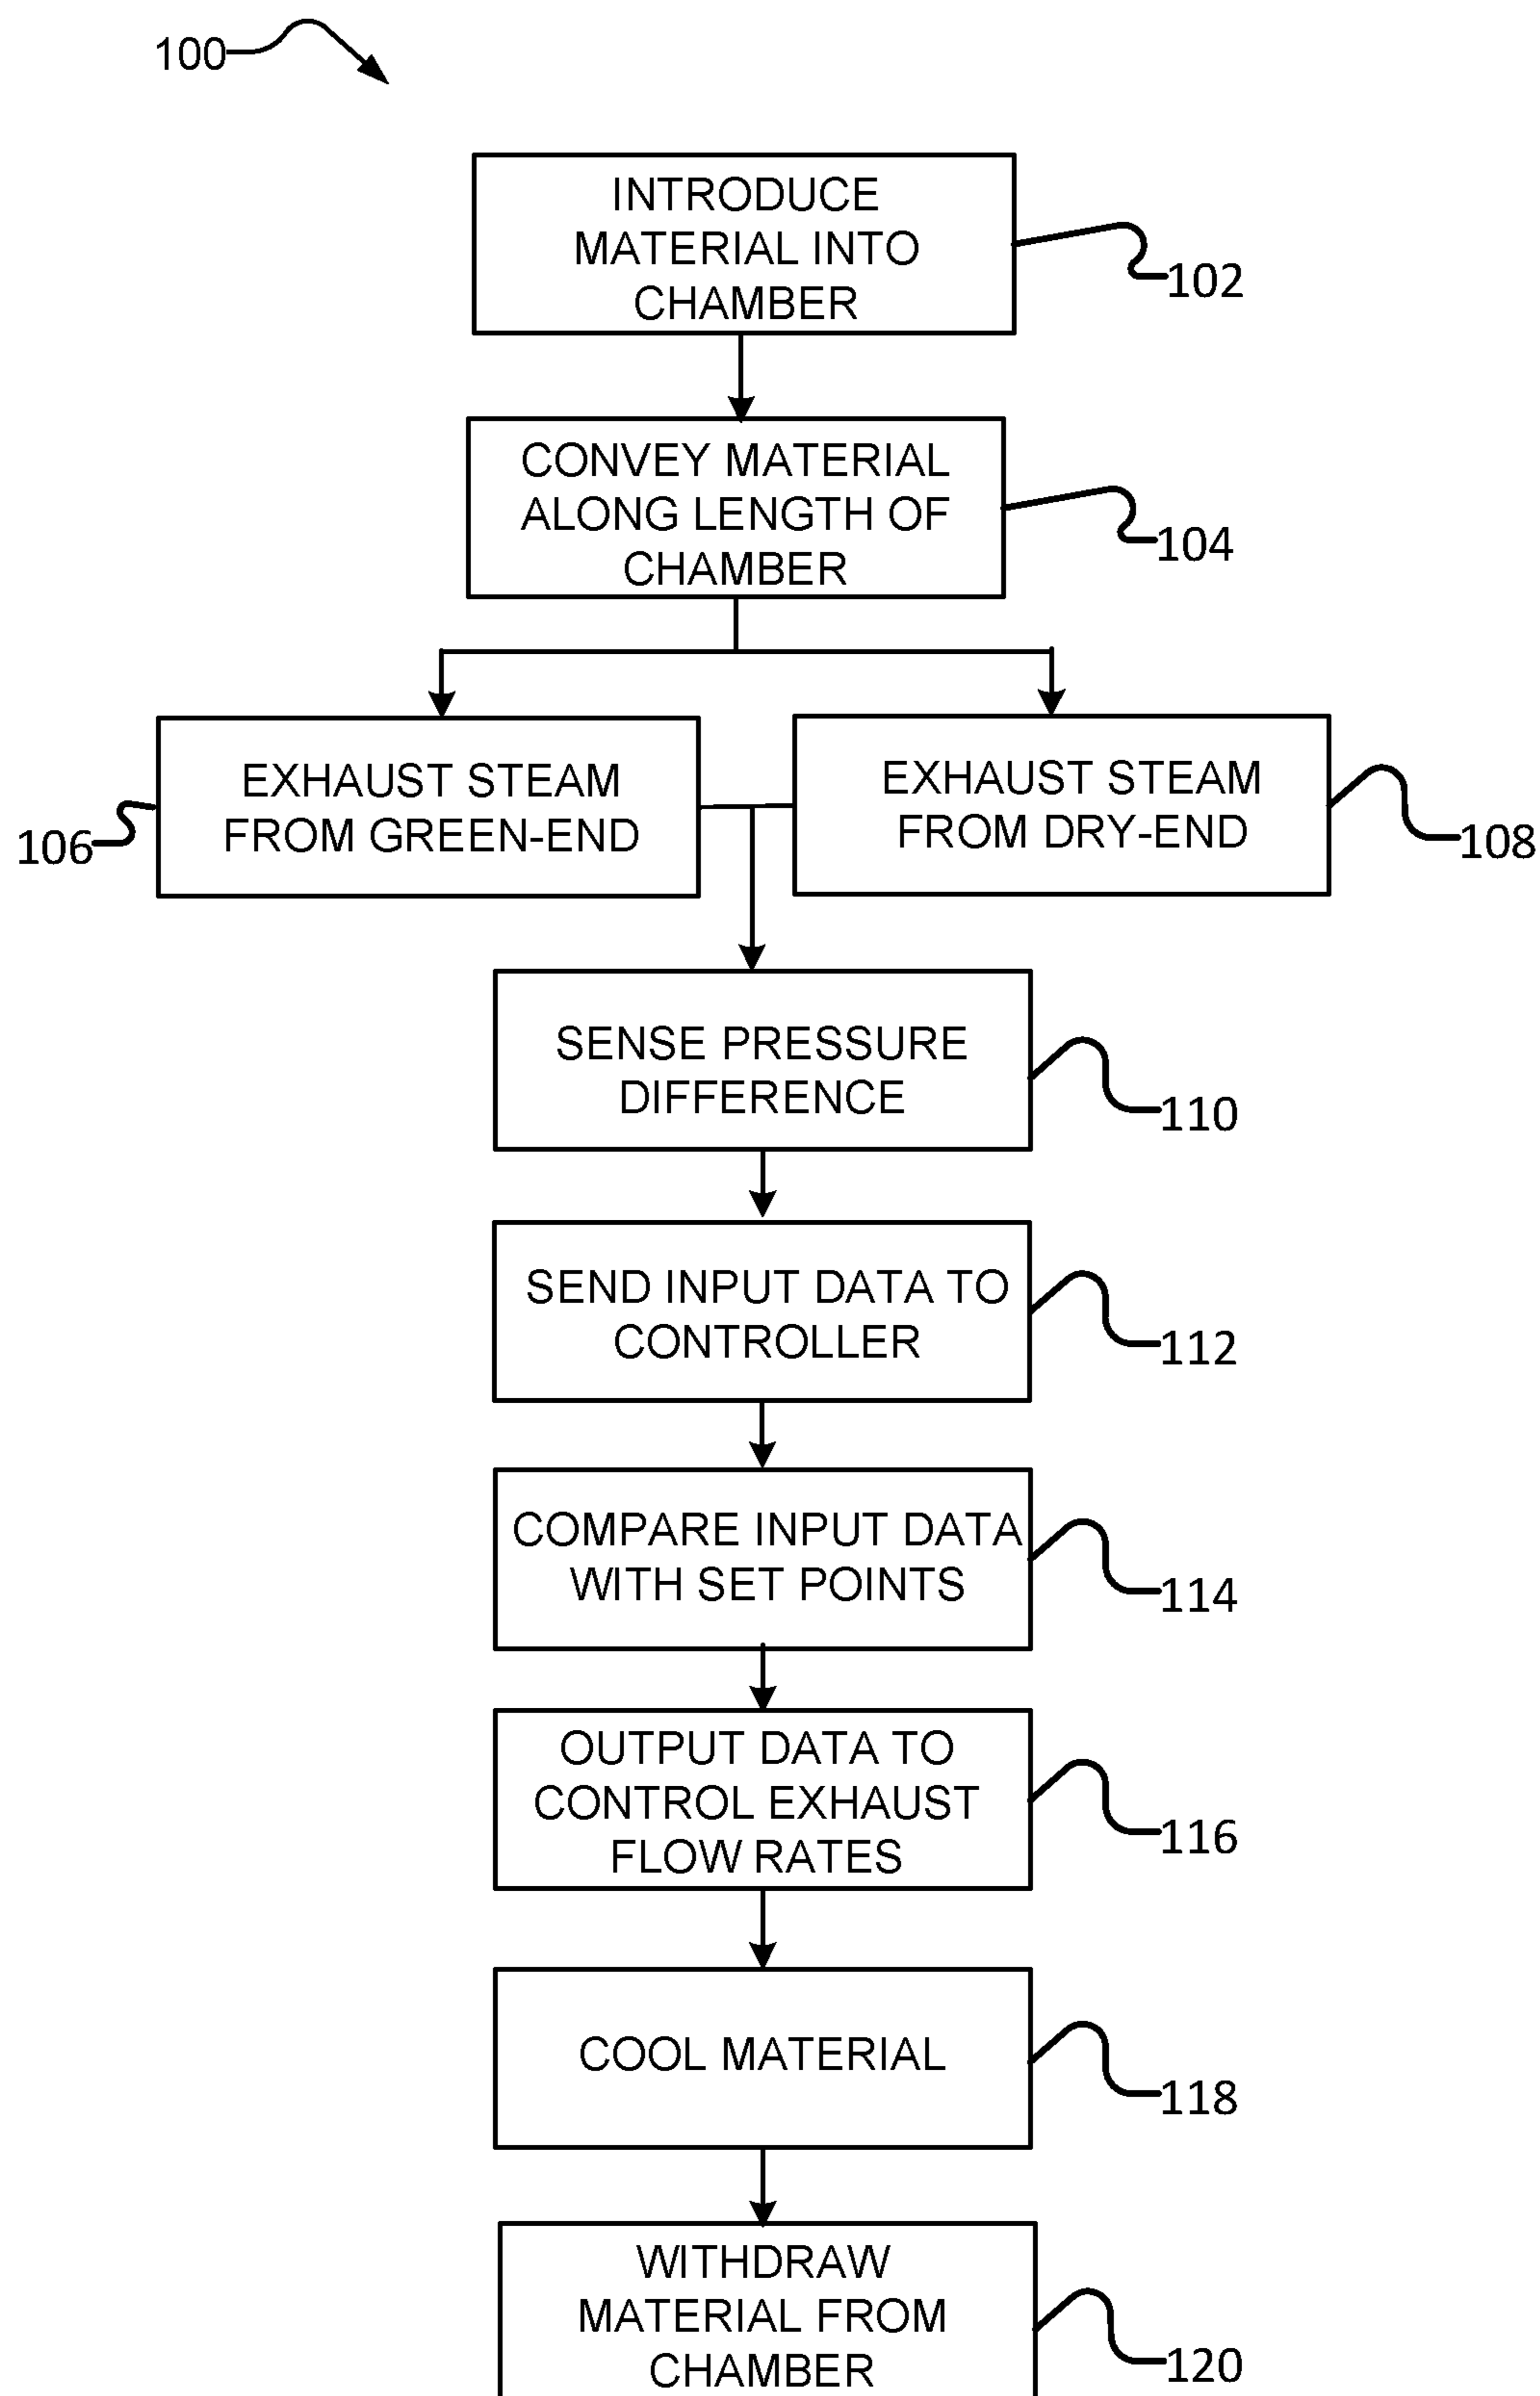 100
INTRODUCE
MATERIAL INTO
CHAMBER
102
CONVEY MATERIAL
ALONG LENGTH OF
CHAMBER
104
EXHAUST STEAM
FROM GREEN-END
106
EXHAUST STEAM
FROM DRY-END
108
SENSE PRESSURE
DIFFERENCE
110
SEND INPUT DATA TO
CONTROLLER
112
COMPARE INPUT DATA
WITH SET POINTS
114
OUTPUT DATA TO
CONTROL EXHAUST
FLOW RATES
116
COOL MATERIAL
118
WITHDRAW
MATERIAL FROM
CHAMBER
120